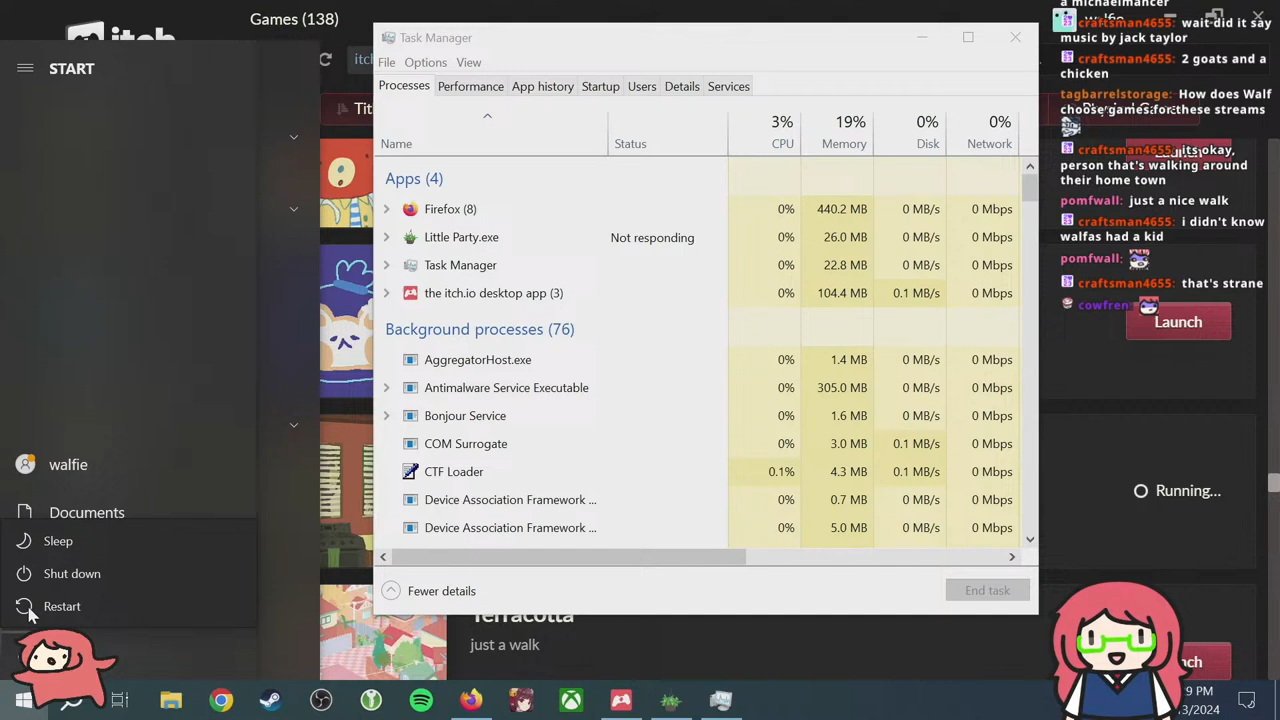 Games (138)
itch
itch
Titl
START
walfie
Documents
Sleep
Shut down
Restart
Task Manager
File Options View
Processes Performance App history Startup Users Details Services
3% 19% 0% 0%
Name Status CPU Memory Disk Network
Apps (4)
Firefox (8) 0% 440.2 MB 0 MB/s 0 Mbps
Little Party.exe Not responding 0% 26.0 MB 0 MB/s 0 Mbps
Task Manager 0% 22.8 MB 0 MB/s 0 Mbps
the itch.io desktop app (3) 0% 104.4 MB 0.1 MB/s 0 Mbps
Background processes (76)
AggregatorHost.exe 0% 1.4 MB 0 MB/s 0 Mbps
Antimalware Service Executable 0% 305.0 MB 0 MB/s 0 Mbps
Bonjour Service 0% 1.6 MB 0 MB/s 0 Mbps
COM Surrogate 0% 3.0 MB 0.1 MB/s 0 Mbps
CTF Loader 0.1% 4.3 MB 0.1 MB/s 0 Mbps
Device Association Framework ... 0% 0.7 MB 0 MB/s 0 Mbps
Device Association Framework ... 0% 5.0 MB 0 MB/s 0 Mbps
Fewer details End task
Terracotta
just a walk
a michaelmancer
craftsman4655: wait did it say
music by jack taylor
craftsman4655: 2 goats and a
chicken
tagbarrelstorage: How does Walf
choose games for these streams
craftsman4655: its okay,
person that's walking around
their home town
pomfwall: just a nice walk
craftsman4655: i didn't know
walfas had a kid
pomfwall:
craftsman4655: that's strane
cowfren:
Launch
Launch
Running...
nch
9 PM
3/2024